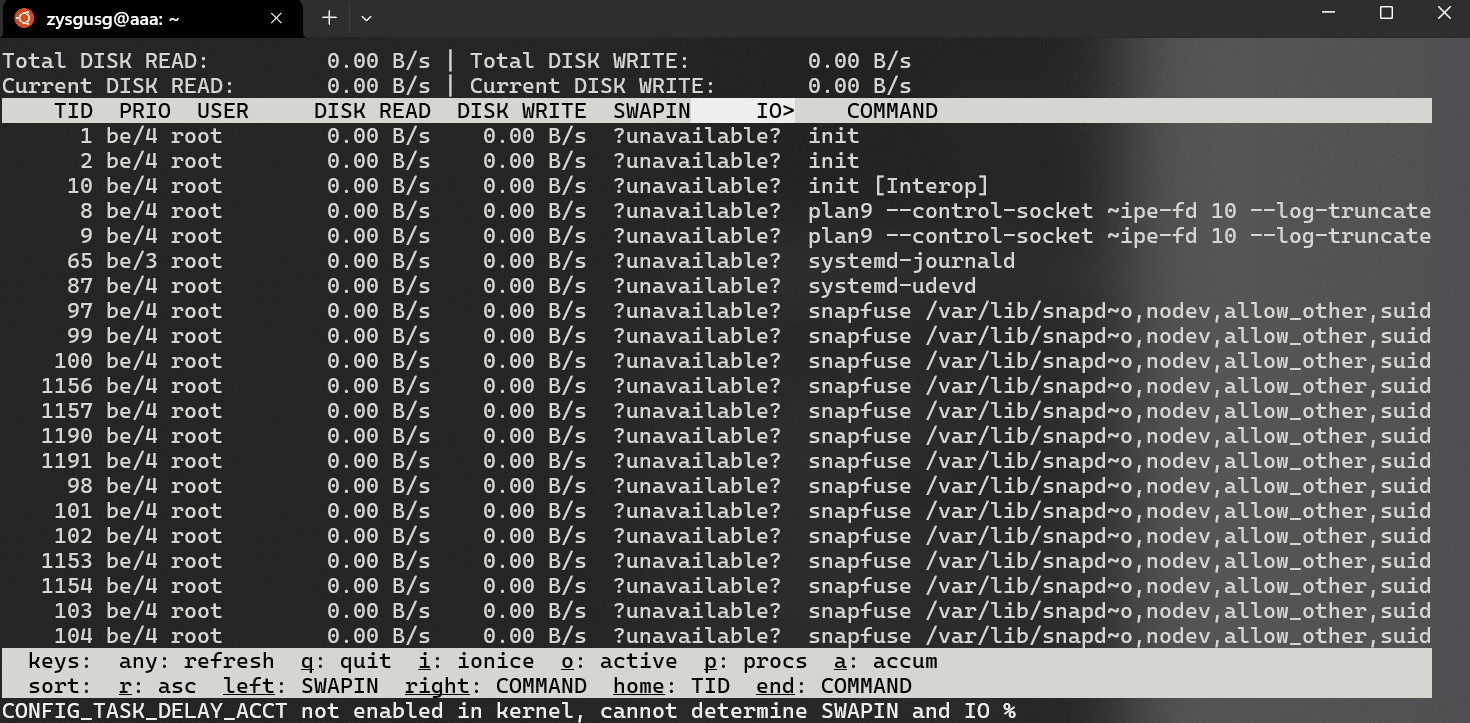 zysgusg@aaa: ~
Total DISK READ:         0.00 B/s | Total DISK WRITE:         0.00 B/s
Current DISK READ:       0.00 B/s | Current DISK WRITE:       0.00 B/s
    TID  PRIO  USER     DISK READ  DISK WRITE  SWAPIN     IO>    COMMAND
      1 be/4 root        0.00 B/s    0.00 B/s  ?unavailable?  init
      2 be/4 root        0.00 B/s    0.00 B/s  ?unavailable?  init
     10 be/4 root        0.00 B/s    0.00 B/s  ?unavailable?  init [Interop]
      8 be/4 root        0.00 B/s    0.00 B/s  ?unavailable?  plan9 --control-socket ~ipe-fd 10 --log-truncate
      9 be/4 root        0.00 B/s    0.00 B/s  ?unavailable?  plan9 --control-socket ~ipe-fd 10 --log-truncate
     65 be/3 root        0.00 B/s    0.00 B/s  ?unavailable?  systemd-journald
     87 be/4 root        0.00 B/s    0.00 B/s  ?unavailable?  systemd-udevd
     97 be/4 root        0.00 B/s    0.00 B/s  ?unavailable?  snapfuse /var/lib/snapd~o,nodev,allow_other,suid
     99 be/4 root        0.00 B/s    0.00 B/s  ?unavailable?  snapfuse /var/lib/snapd~o,nodev,allow_other,suid
    100 be/4 root        0.00 B/s    0.00 B/s  ?unavailable?  snapfuse /var/lib/snapd~o,nodev,allow_other,suid
   1156 be/4 root        0.00 B/s    0.00 B/s  ?unavailable?  snapfuse /var/lib/snapd~o,nodev,allow_other,suid
   1157 be/4 root        0.00 B/s    0.00 B/s  ?unavailable?  snapfuse /var/lib/snapd~o,nodev,allow_other,suid
   1190 be/4 root        0.00 B/s    0.00 B/s  ?unavailable?  snapfuse /var/lib/snapd~o,nodev,allow_other,suid
   1191 be/4 root        0.00 B/s    0.00 B/s  ?unavailable?  snapfuse /var/lib/snapd~o,nodev,allow_other,suid
     98 be/4 root        0.00 B/s    0.00 B/s  ?unavailable?  snapfuse /var/lib/snapd~o,nodev,allow_other,suid
    101 be/4 root        0.00 B/s    0.00 B/s  ?unavailable?  snapfuse /var/lib/snapd~o,nodev,allow_other,suid
    102 be/4 root        0.00 B/s    0.00 B/s  ?unavailable?  snapfuse /var/lib/snapd~o,nodev,allow_other,suid
   1153 be/4 root        0.00 B/s    0.00 B/s  ?unavailable?  snapfuse /var/lib/snapd~o,nodev,allow_other,suid
   1154 be/4 root        0.00 B/s    0.00 B/s  ?unavailable?  snapfuse /var/lib/snapd~o,nodev,allow_other,suid
    103 be/4 root        0.00 B/s    0.00 B/s  ?unavailable?  snapfuse /var/lib/snapd~o,nodev,allow_other,suid
    104 be/4 root        0.00 B/s    0.00 B/s  ?unavailable?  snapfuse /var/lib/snapd~o,nodev,allow_other,suid
  keys:  any: refresh  q: quit  i: ionice  o: active  p: procs  a: accum
  sort:  r: asc  left: SWAPIN  right: COMMAND  home: TID  end: COMMAND
CONFIG_TASK_DELAY_ACCT not enabled in kernel, cannot determine SWAPIN and IO %